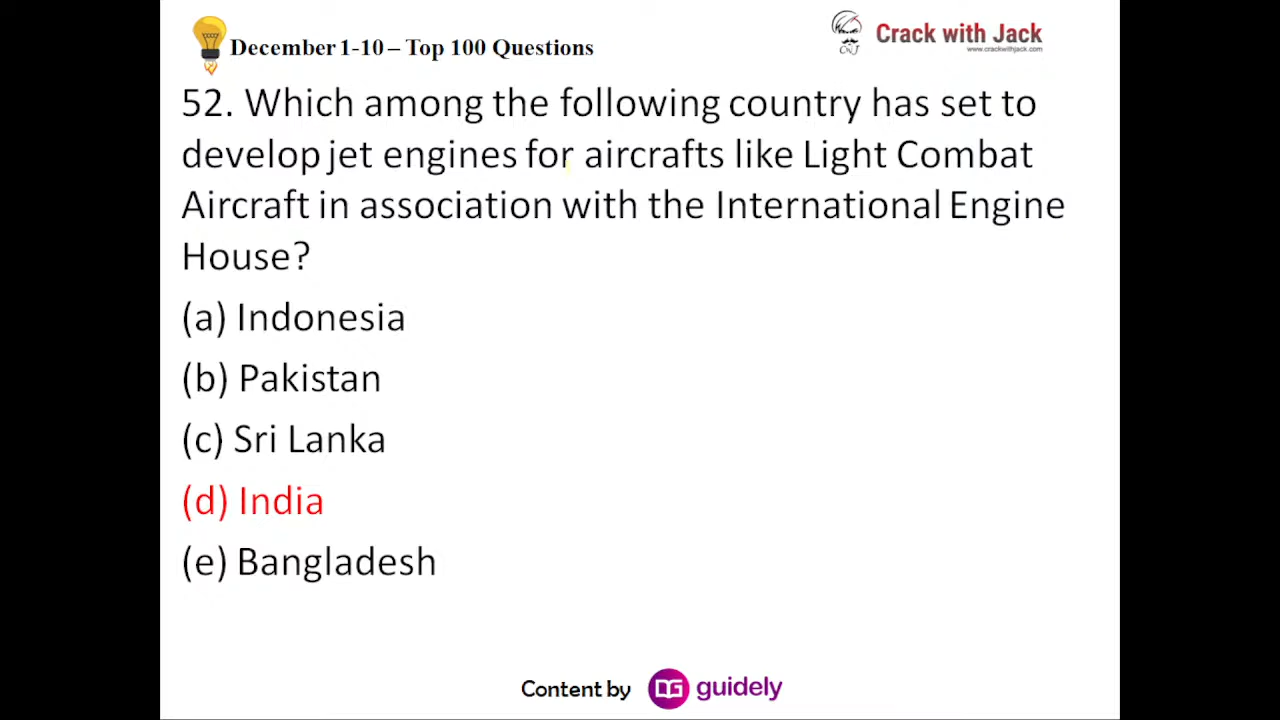 December 1-10 – Top 100 Questions
Crack with Jack
www.crackwithjack.com
CWJ
52. Which among the following country has set to
develop jet engines for aircrafts like Light Combat
Aircraft in association with the International Engine
House?
(a) Indonesia
(b) Pakistan
(c) Sri Lanka
(d) India
(e) Bangladesh
Content by DG guidely